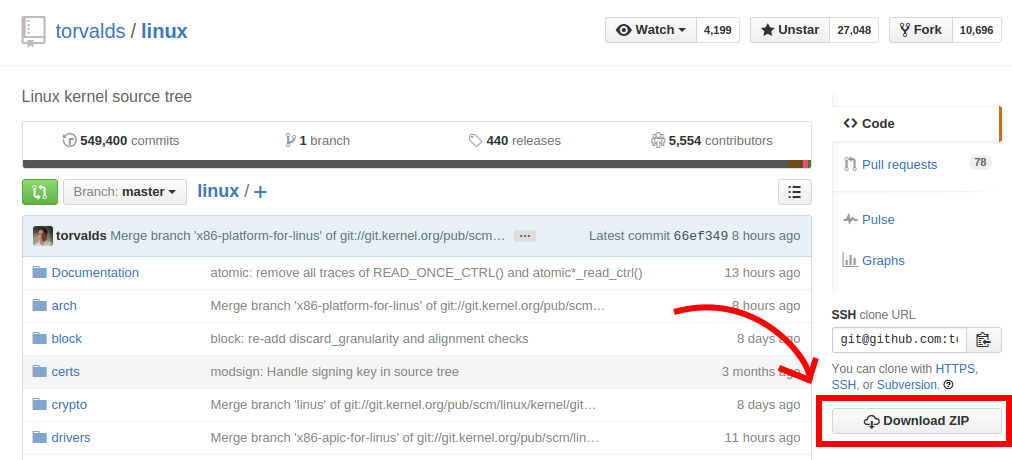 torvalds / linux
Watch 4,199 Unstar 27,048 Fork 10,696
Linux kernel source tree
549,400 commits 1 branch 440 releases 5,554 contributors
Branch: master linux / +
torvalds Merge branch 'x86-platform-for-linus' of git://git.kernel.org/pub/scm… … Latest commit 66ef349 8 hours ago
Documentation atomic: remove all traces of READ_ONCE_CTRL() and atomic*_read_ctrl() 13 hours ago
arch Merge branch 'x86-platform-for-linus' of git://git.kernel.org/pub/scm… 8 hours ago
block block: re-add discard_granularity and alignment checks 8 days ago
certs modsign: Handle signing key in source tree 3 months ago
crypto Merge branch 'linus' of git://git.kernel.org/pub/scm/linux/kernel/git… 8 days ago
drivers Merge branch 'x86-apic-for-linus' of git://git.kernel.org/pub/scm/lin… 11 hours ago
Code
Pull requests 78
Pulse
Graphs
SSH clone URL
git@github.com:to
You can clone with HTTPS,
SSH, or Subversion.
Download ZIP